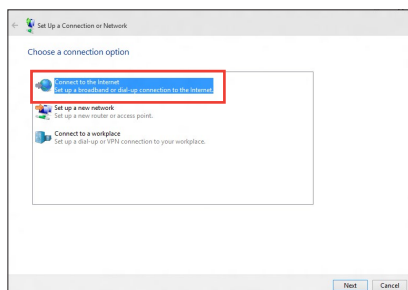 Set Up a Connection or Network
Choose a connection option
Connect to the Internet
Set up a broadband or dial-up connection to the Internet.
Set up a new network
Set up a new router or access point.
Connect to a workplace
Set up a dial-up or VPN connection to your workplace.
Next Cancel